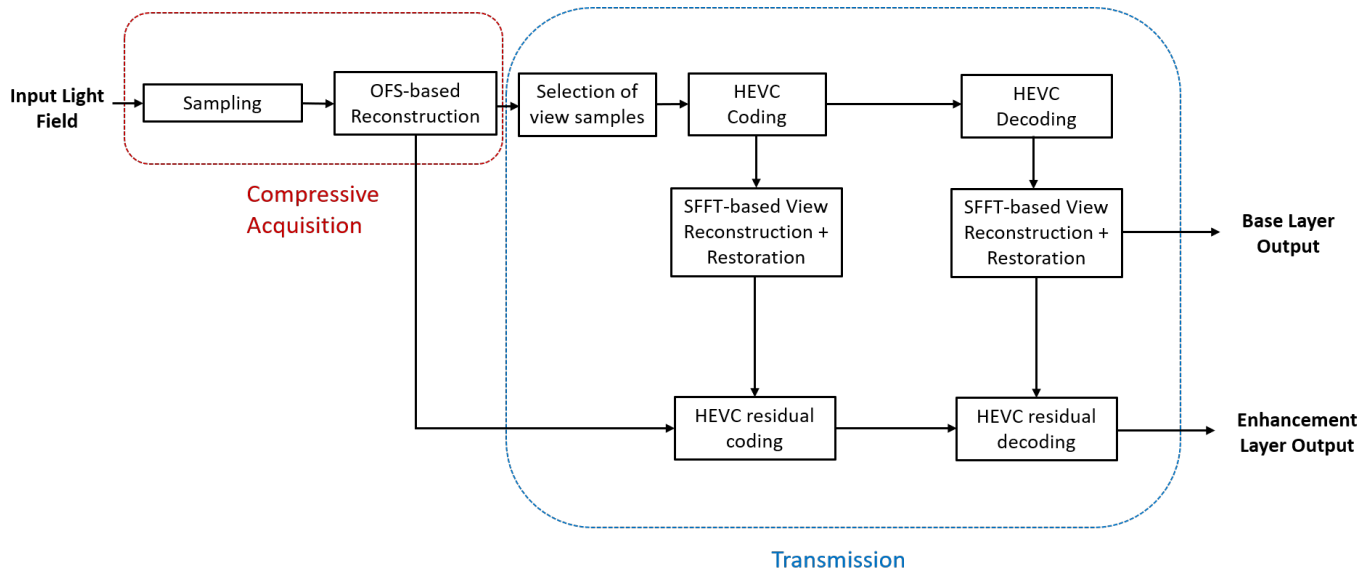 Input Light
Field
Sampling
OFS-based
Reconstruction
Selection of
view samples
HEVC
Coding
HEVC
Decoding
Compressive
Acquisition
SFFT-based View
Reconstruction +
Restoration
SFFT-based View
Reconstruction +
Restoration
Base Layer
Output
HEVC residual
coding
HEVC residual
decoding
Enhancement
Layer Output
Transmission